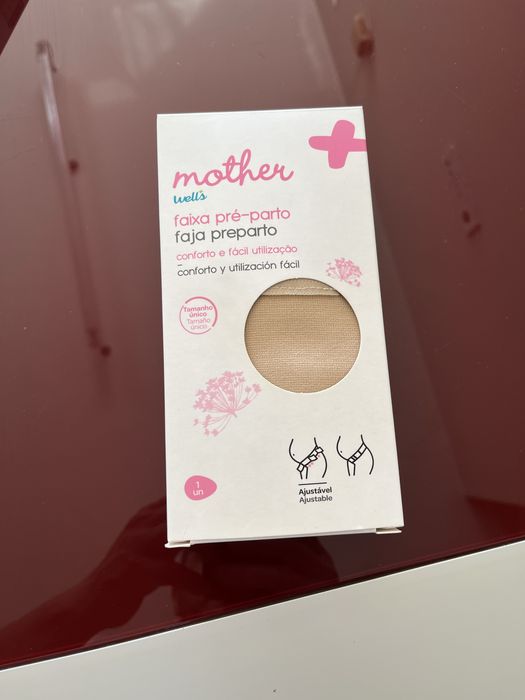 mother
well's
faixa pré-parto
faja preparto
conforto e fácil utilização
conforto y utilización fácil
Tamanho
único
Tamaño
único
1
un
Ajustável
Ajustable